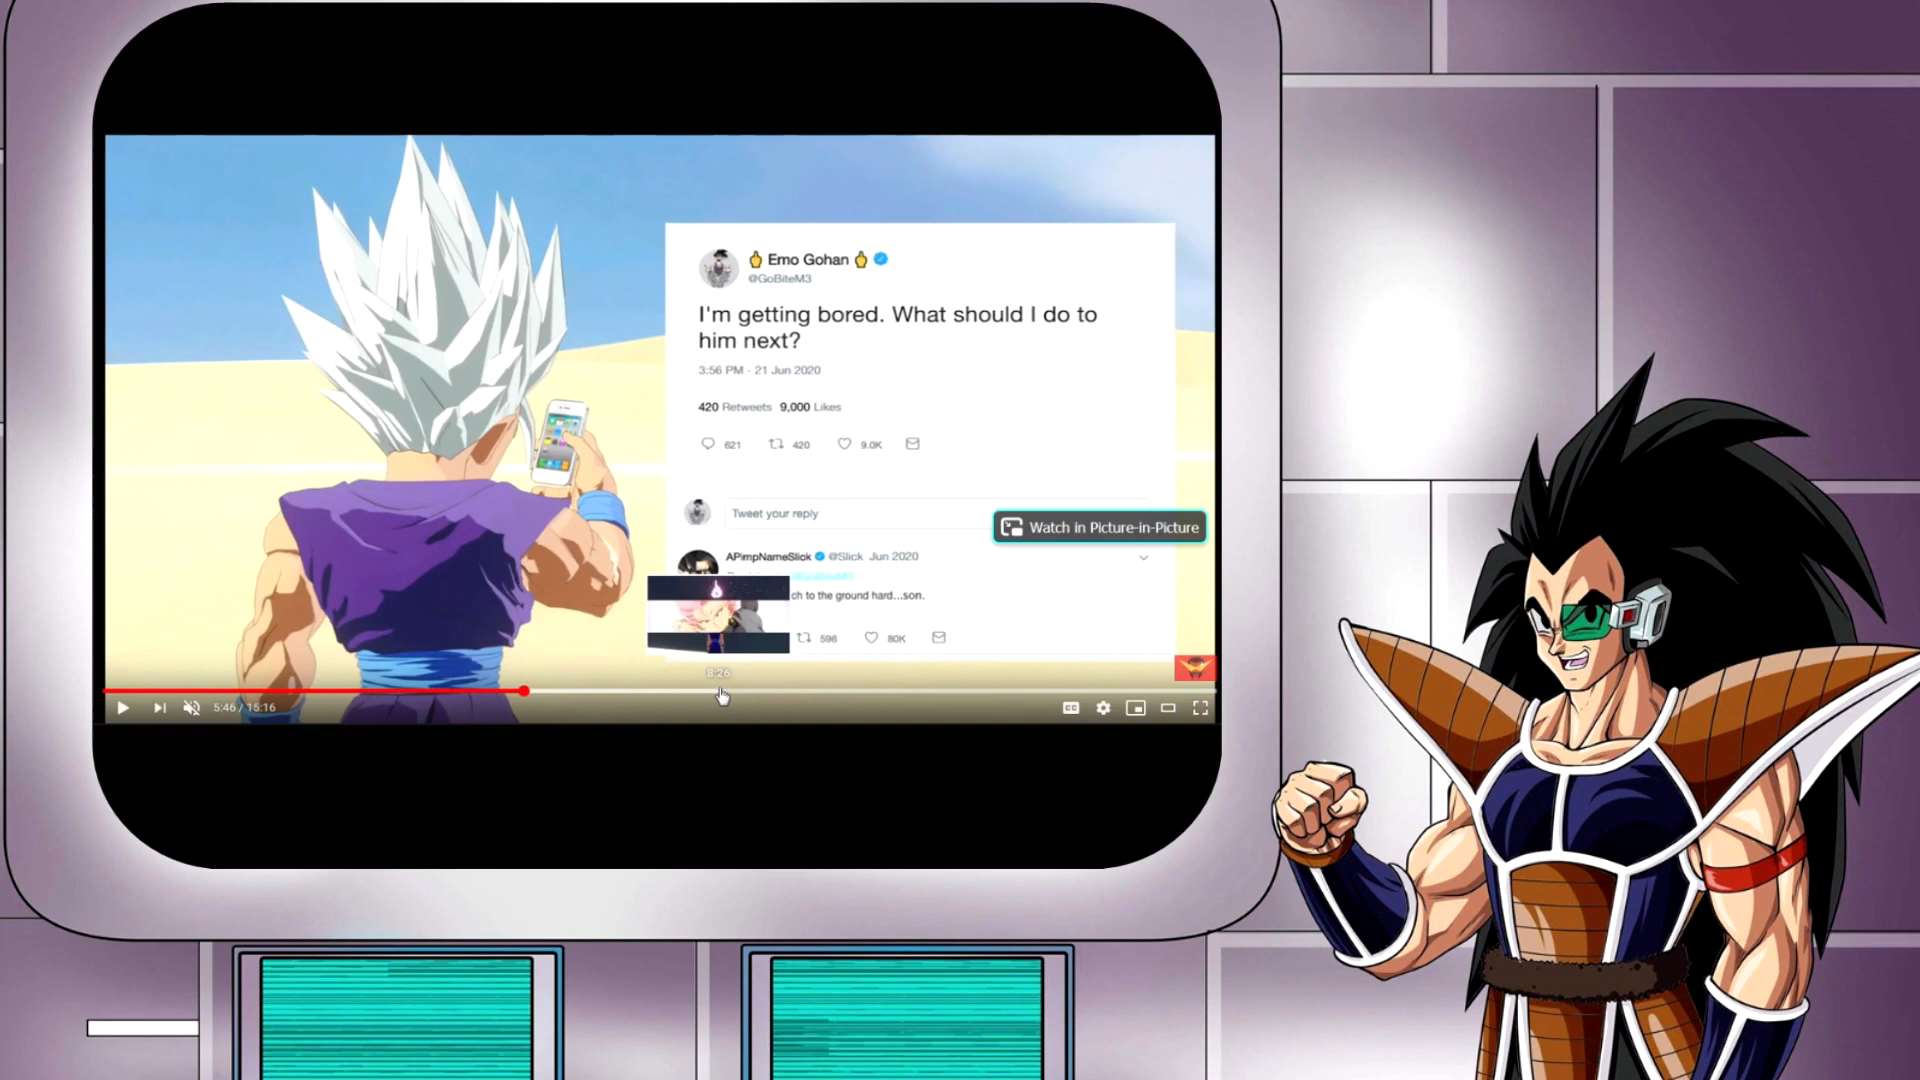 Emo Gohan
@GoBiteM3
I'm getting bored. What should I do to
him next?
3:56 PM · 21 Jun 2020
420 Retweets 9,000 Likes
621 420 9.0K
Tweet your reply
Watch in Picture-in-Picture
APimpNameSlick @Slick Jun 2020
@GoBiteM3
ch to the ground hard...son.
596 80K
8:26
5:46 / 15:16
CC